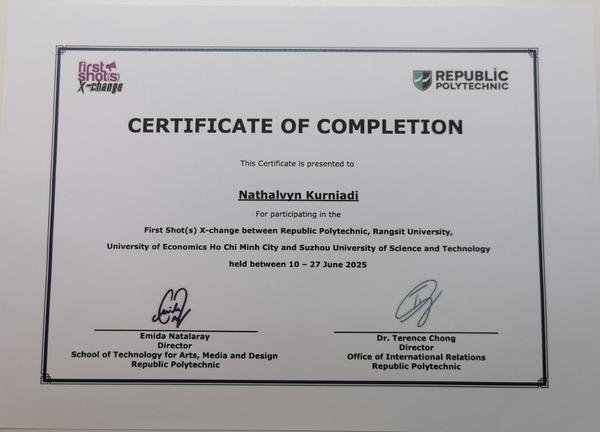 first
shot(s)
X-change
REPUBLIC
POLYTECHNIC
CERTIFICATE OF COMPLETION
This Certificate is presented to
Nathalvyn Kurniadi
For participating in the
First Shot(s) X-change between Republic Polytechnic, Rangsit University,
University of Economics Ho Chi Minh City and Suzhou University of Science and Technology
held between 10 – 27 June 2025
Emida Natalaray
Director
School of Technology for Arts, Media and Design
Republic Polytechnic
Dr. Terence Chong
Director
Office of International Relations
Republic Polytechnic